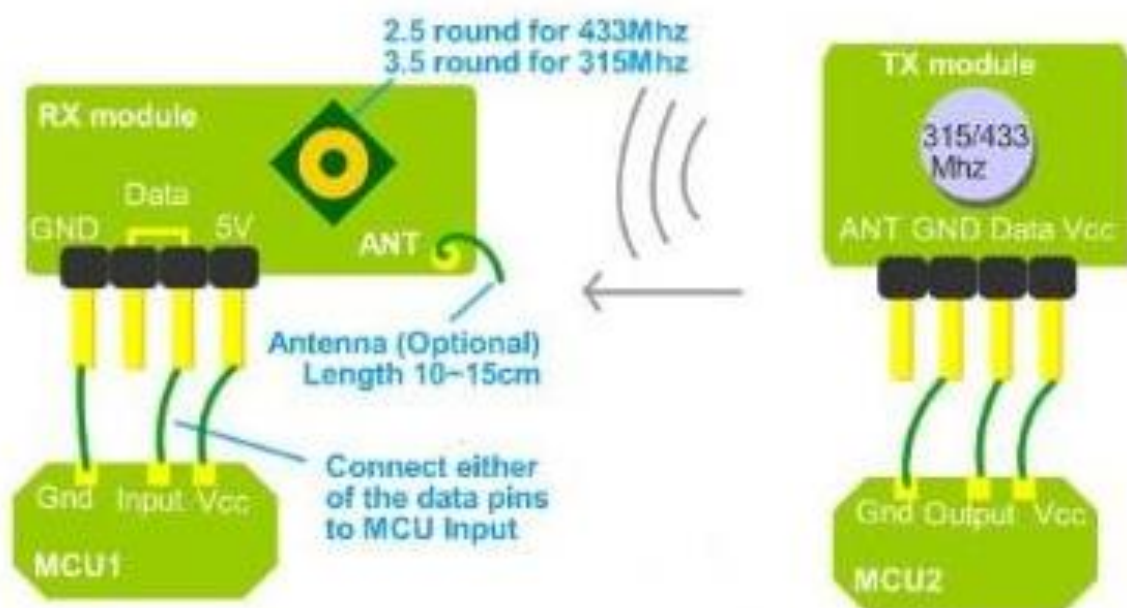 2.5 round for 433Mhz
3.5 round for 315Mhz
RX module
Data
GND
5V
ANT
Antenna (Optional)
Length 10~15cm
Connect either
of the data pins
to MCU Input
Gnd Input Vcc
MCU1
TX module
315/433
Mhz
ANT GND Data Vcc
Gnd Output Vcc
MCU2